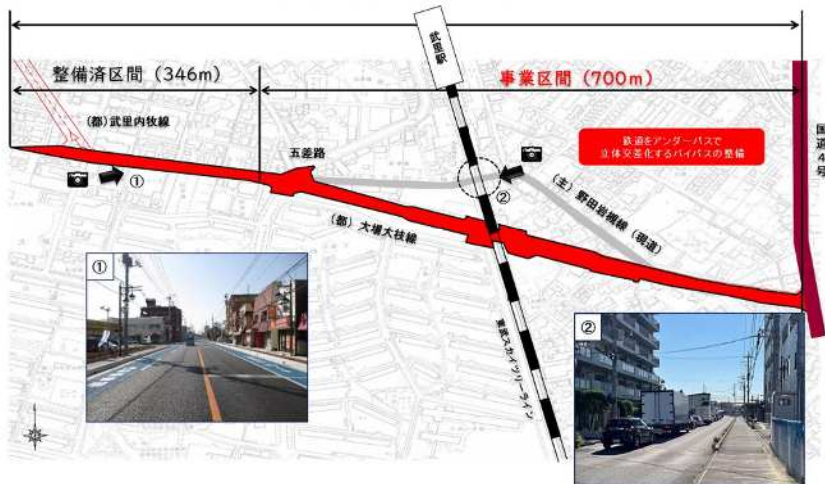 武里駅
整備済区間（346m）
事業区間（700m）
国道4号
(都)武里内牧線
五差路
鉄道をアンダーパスで
立体交差化するバイパスの整備
①
②
(主)野田岩槻線（現道）
(都)大場大枝線
東武スカイツリーライン
①
②